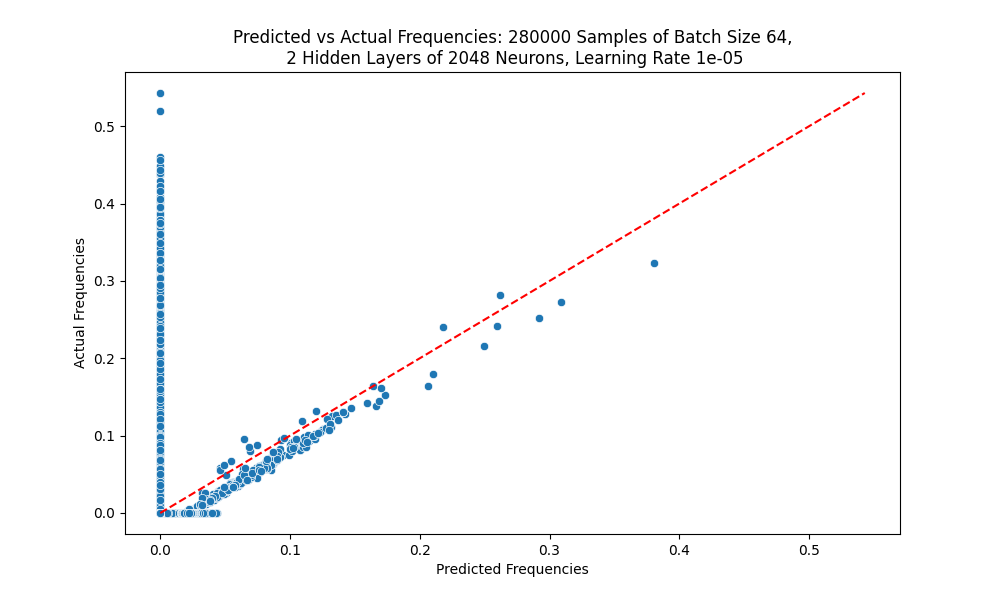 Predicted vs Actual Frequencies: 280000 Samples of Batch Size 64,
2 Hidden Layers of 2048 Neurons, Learning Rate 1e-05
Actual Frequencies
0.5
0.4
0.3
0.2
0.1
0.0
0.0 0.1 0.2 0.3 0.4 0.5
Predicted Frequencies